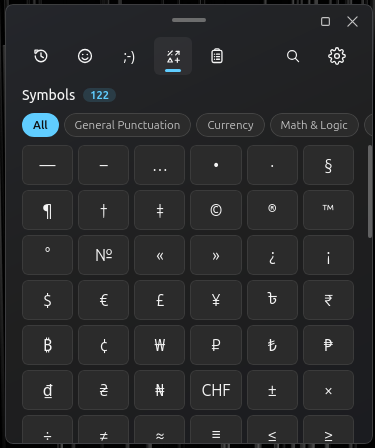 ;-)
Symbols 122
All General Punctuation Currency Math & Logic
— – … • · §
¶ † ‡ © ® ™
° № « » ¿ ¡
$ € £ ¥ ₹
₿ ¢ ₩ ₽ ₺ ₱
₫ ₴ ₦ CHF ± ×
÷ ≠ ≈ ≡ ≤ ≥